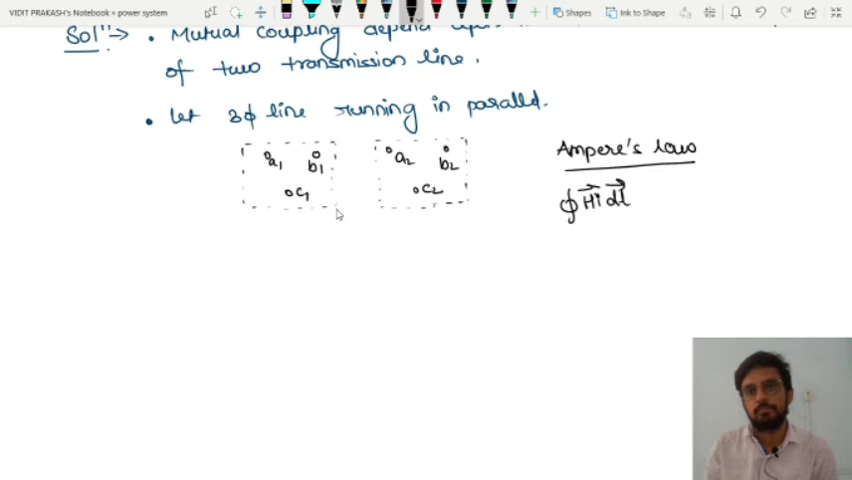 VIDIT PRAKASH's Notebook » power system
Shapes
Ink to Shape
Solⁿ:→ • Mutual coupling depend
of two transmission line.
• Let 3ϕ line running in parallel.
a1 b1 c1
a2 b2 c2
Ampere's law
∮ H⃗ · dl⃗